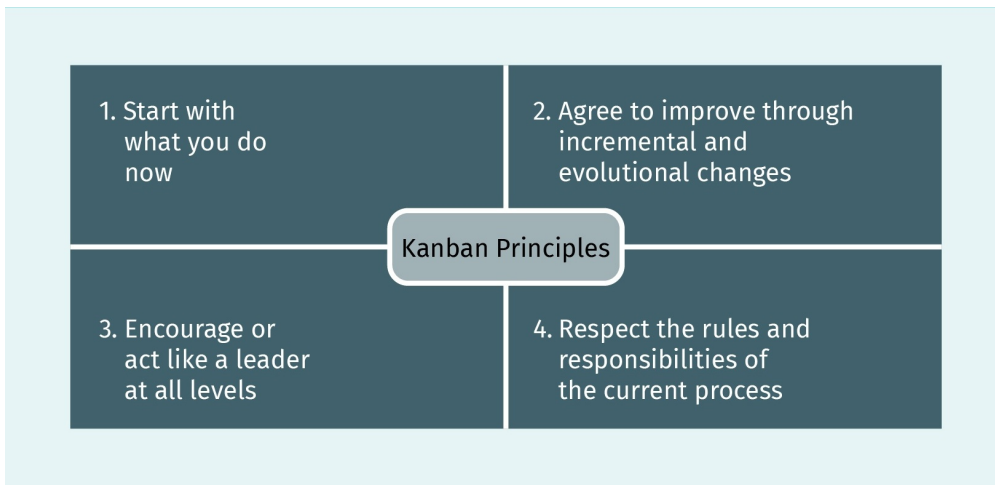 1. Start with
what you do
now
2. Agree to improve through
incremental and
evolutional changes
Kanban Principles
3. Encourage or
act like a leader
at all levels
4. Respect the rules and
responsibilities of
the current process